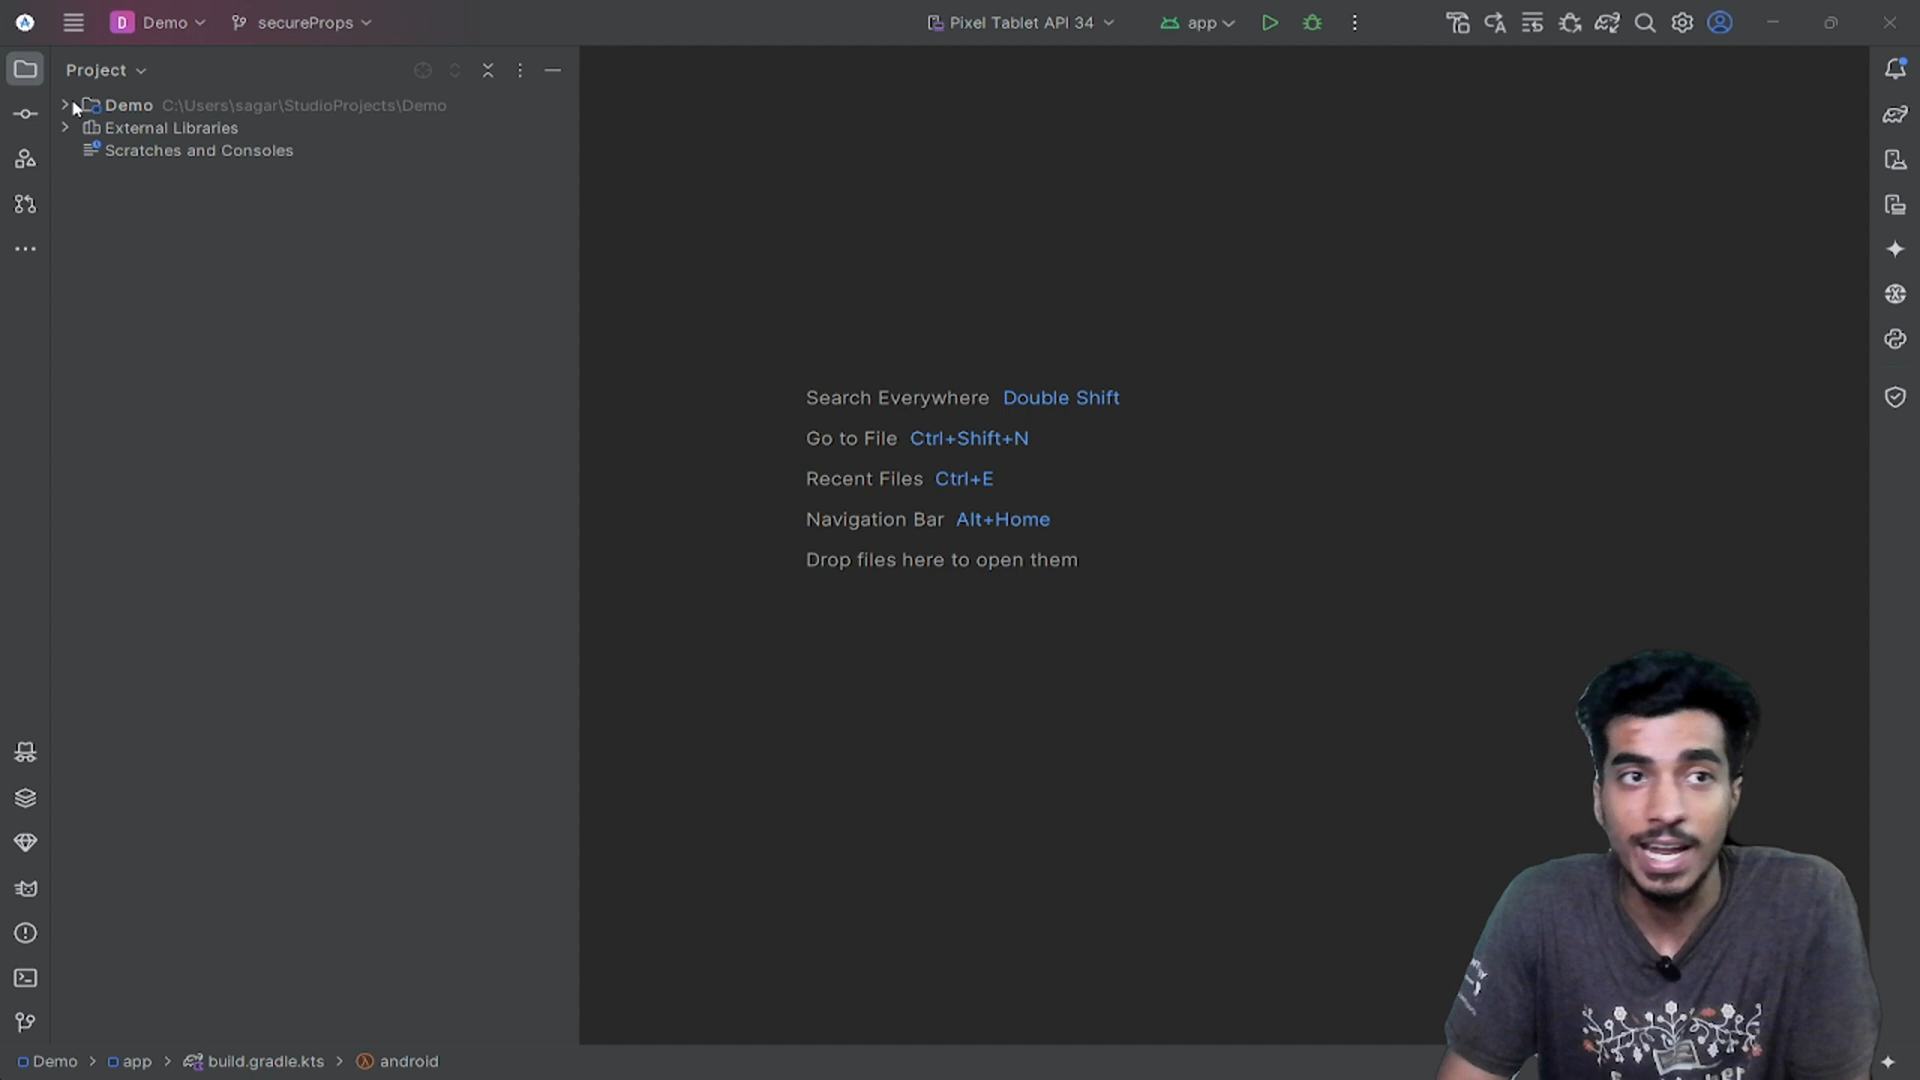 D Demo secureProps Pixel Tablet API 34 app
Project
Demo C:\Users\sagar\StudioProjects\Demo
External Libraries
Scratches and Consoles
Search Everywhere Double Shift
Go to File Ctrl+Shift+N
Recent Files Ctrl+E
Navigation Bar Alt+Home
Drop files here to open them
Demo > app > build.gradle.kts > android